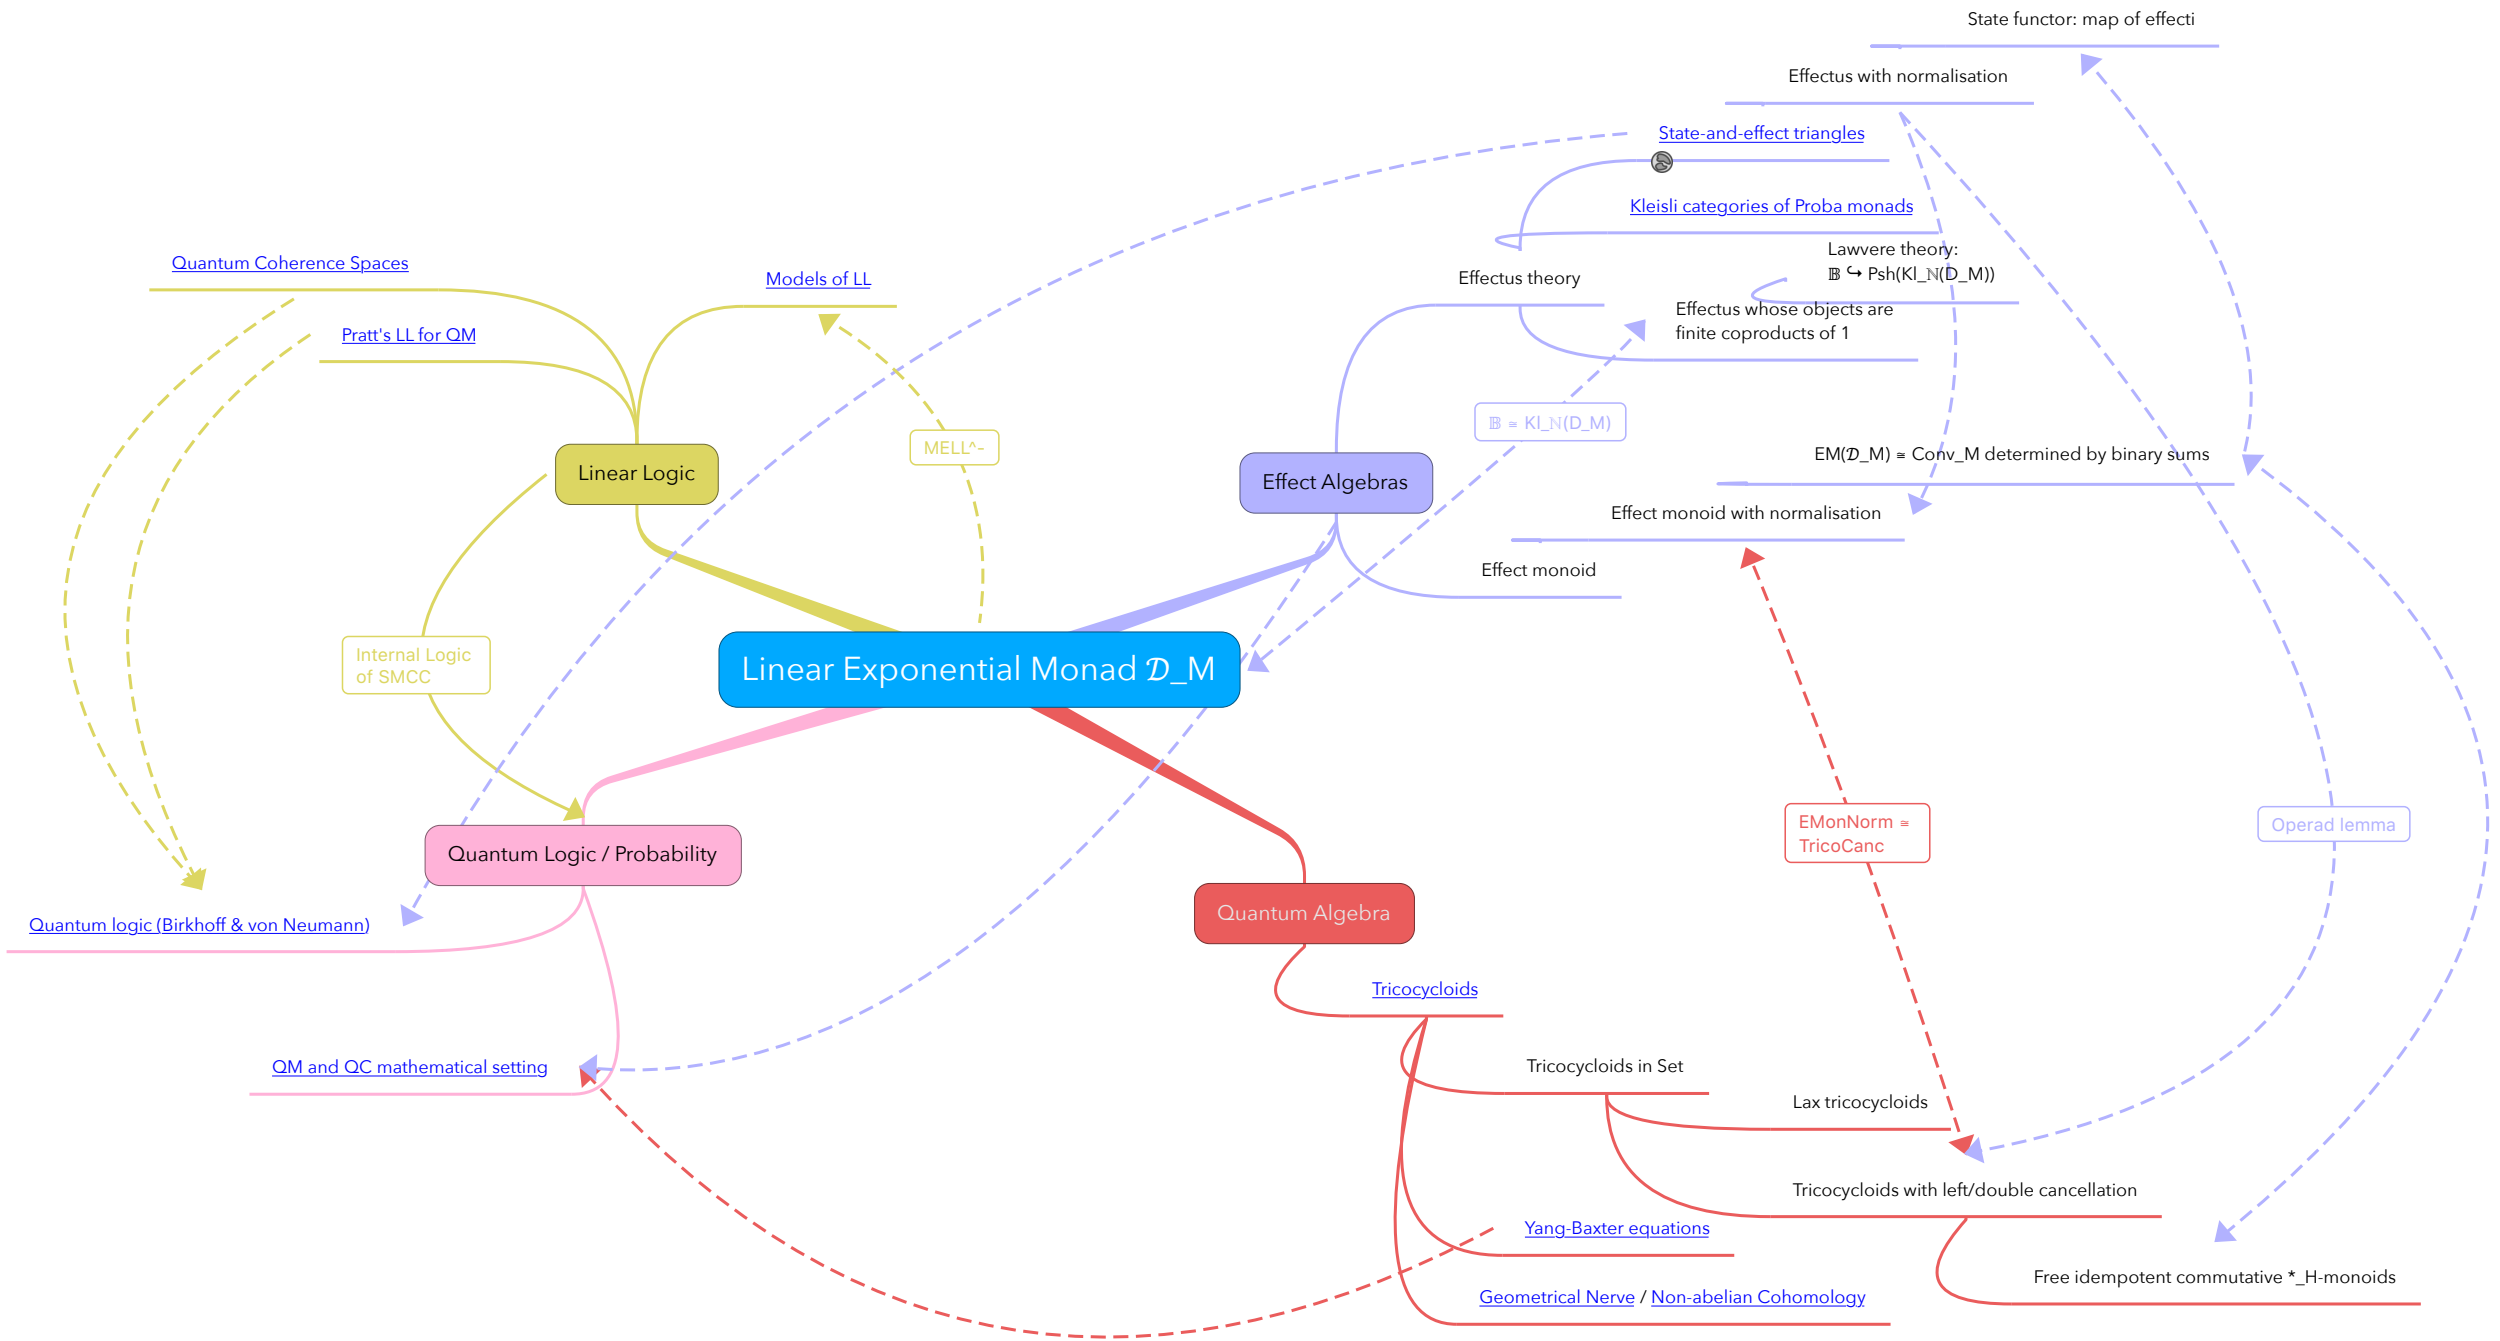 State functor: map of effecti
Effectus with normalisation
State-and-effect triangles
Kleisli categories of Proba monads
Lawvere theory:
𝔹 ↪ Psh(Kl_ℕ(D_M))
Quantum Coherence Spaces
Models of LL
Effectus theory
Effectus whose objects are
finite coproducts of 1
Pratt's LL for QM
𝔹 ≅ Kl_ℕ(D_M)
MELL^-
EM(𝓓_M) ≅ Conv_M determined by binary sums
Linear Logic
Effect Algebras
Effect monoid with normalisation
Effect monoid
Internal Logic
of SMCC
Linear Exponential Monad 𝓓_M
EMonNorm ≅
TricoCanc
Operad lemma
Quantum Logic / Probability
Quantum Algebra
Quantum logic (Birkhoff & von Neumann)
Tricocycloids
QM and QC mathematical setting
Tricocycloids in Set
Lax tricocycloids
Tricocycloids with left/double cancellation
Yang-Baxter equations
Free idempotent commutative *_H-monoids
Geometrical Nerve / Non-abelian Cohomology